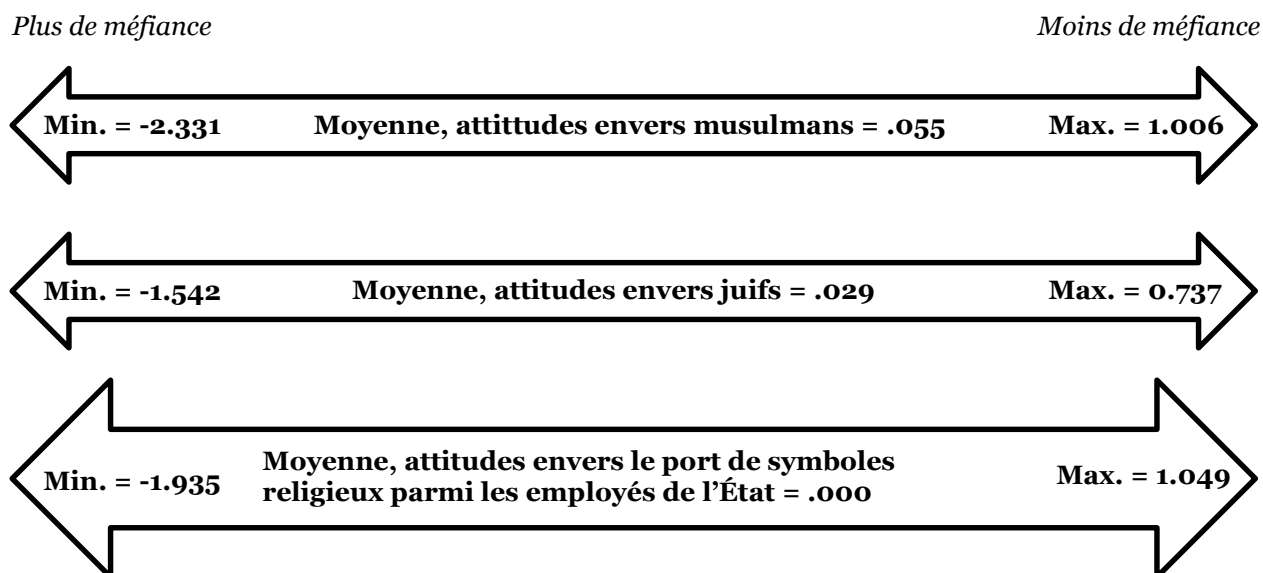 Plus de méfiance
Moins de méfiance
Min. = -2.331
Moyenne, attittudes envers musulmans = .055
Max. = 1.006
Min. = -1.542
Moyenne, attitudes envers juifs = .029
Max. = 0.737
Min. = -1.935
Moyenne, attitudes envers le port de symboles
religieux parmi les employés de l’État = .000
Max. = 1.049